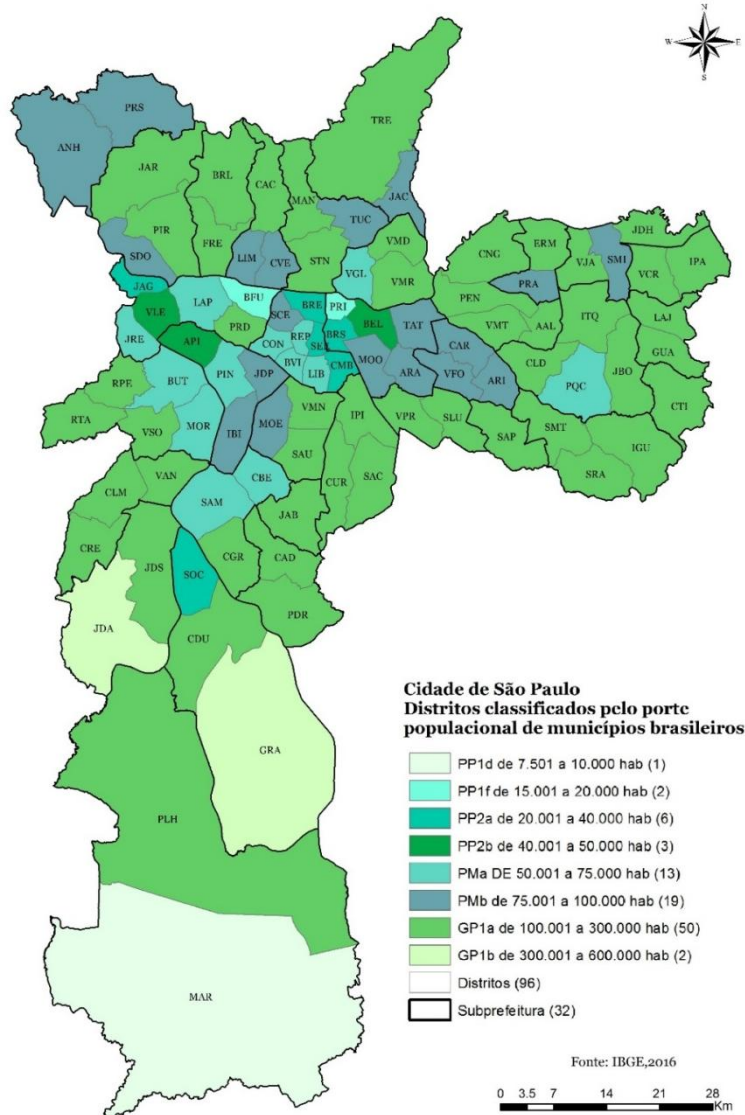 N
W E
S
PRS
ANH
TRE
JAR
BRL
CAC
MAN
JAC
TUC
PIR
FRE
SDO
LIM
CVE
STN
VGL
VMD
VMR
CNG
ERM
VJA
SMI
JDH
IPA
VCR
PRA
PEN
JAG
LAP
BFU
BRE
PRI
SCE
BEL
TAT
VLE
PRD
CON
REP
SE
BRS
VMT
AAL
ITQ
LAJ
GUA
JRE
API
BVI
LIB
CMB
MOO
ARA
CAR
VFO
ARI
CLD
PQC
JBO
CTI
RPE
BUT
PIN
JDP
RTA
VSO
MOR
IBI
MOE
VMN
IPI
VPR
SLU
SAP
SMT
IGU
SRA
VAN
CLM
SAM
CBE
SAU
CUR
SAC
CRE
JDS
JAB
SOC
CGR
CAD
JDA
PDR
CDU
GRA
PLH
MAR
Cidade de São Paulo
Distritos classificados pelo porte
populacional de municípios brasileiros
PP1d de 7.501 a 10.000 hab (1)
PP1f de 15.001 a 20.000 hab (2)
PP2a de 20.001 a 40.000 hab (6)
PP2b de 40.001 a 50.000 hab (3)
PMa DE 50.001 a 75.000 hab (13)
PMb de 75.001 a 100.000 hab (19)
GP1a de 100.001 a 300.000 hab (50)
GP1b de 300.001 a 600.000 hab (2)
Distritos (96)
Subprefeitura (32)
Fonte: IBGE,2016
0 3.5 7 14 21 28
Km